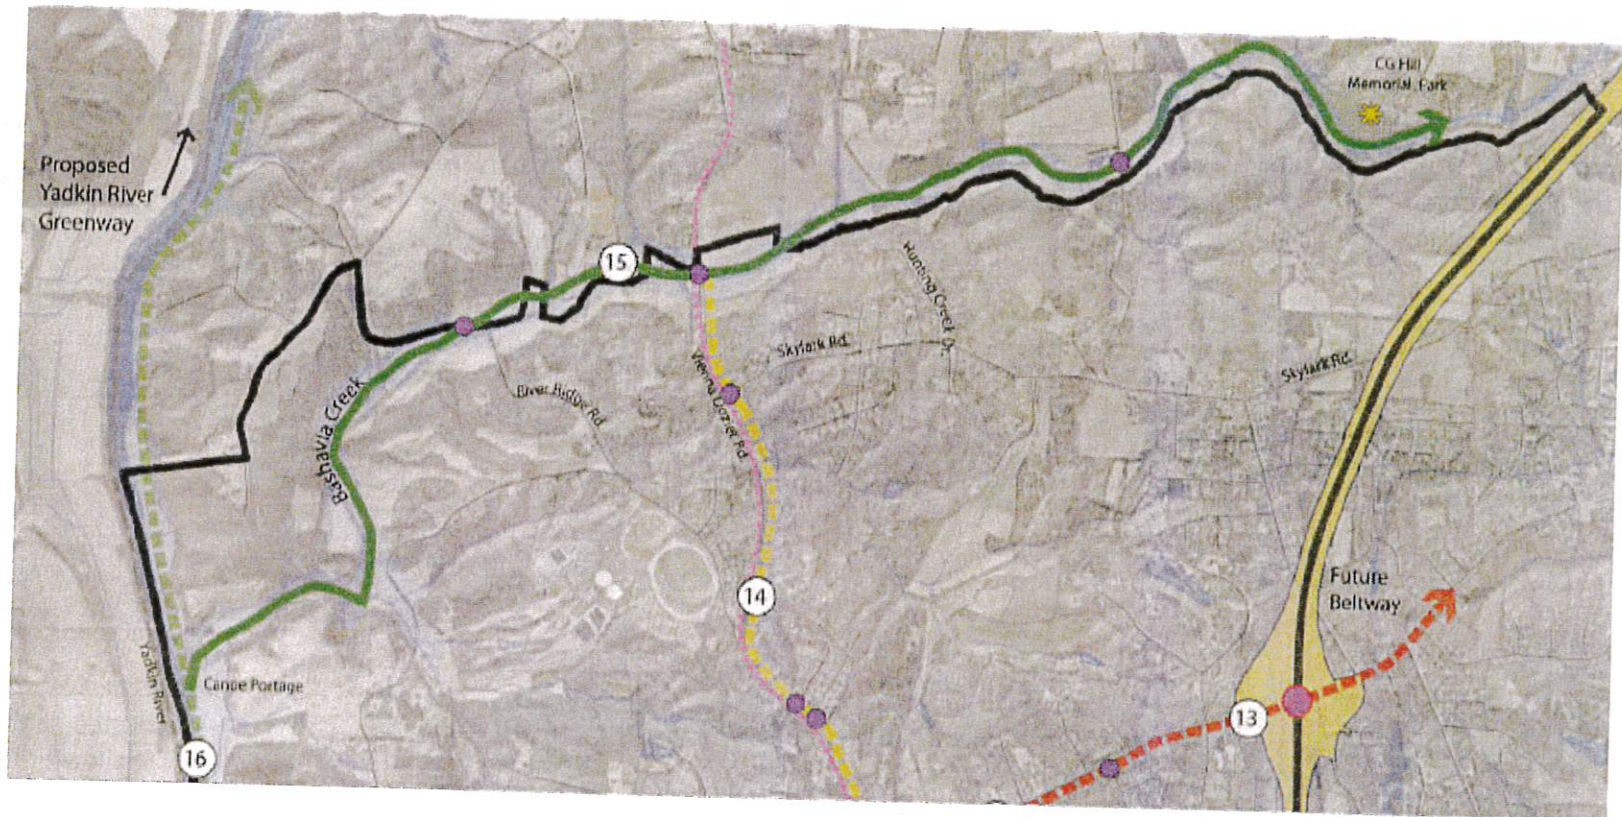 CG Hill
Memorial Park
Proposed
Yadkin River
Greenway
15
Hunting Creek Dr.
Skylark Rd.
Skylark Rd.
River Ridge Rd
Vienna Dozier Rd.
Bashavia Creek
14
Future
Beltway
Yadkin River
Canoe Portage
13
16